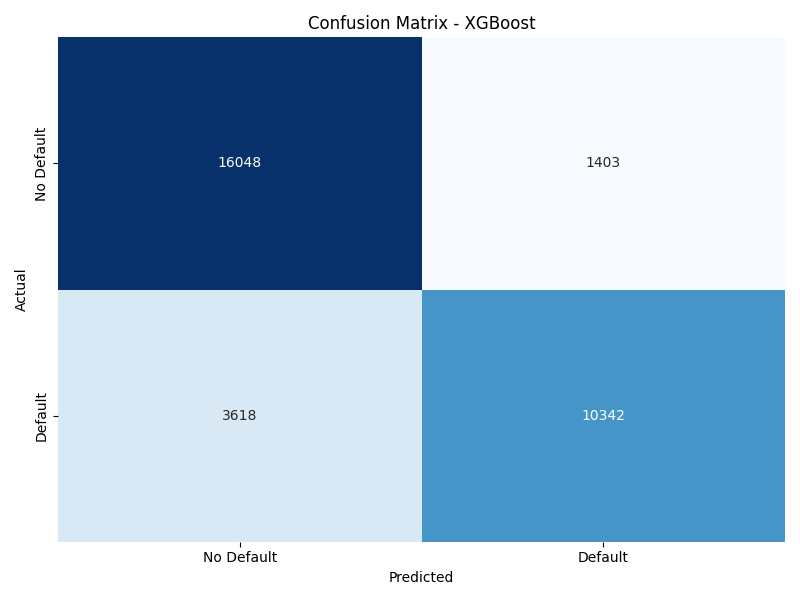 Confusion Matrix - XGBoost
No Default
16048
1403
Actual
Default
3618
10342
No Default
Default
Predicted